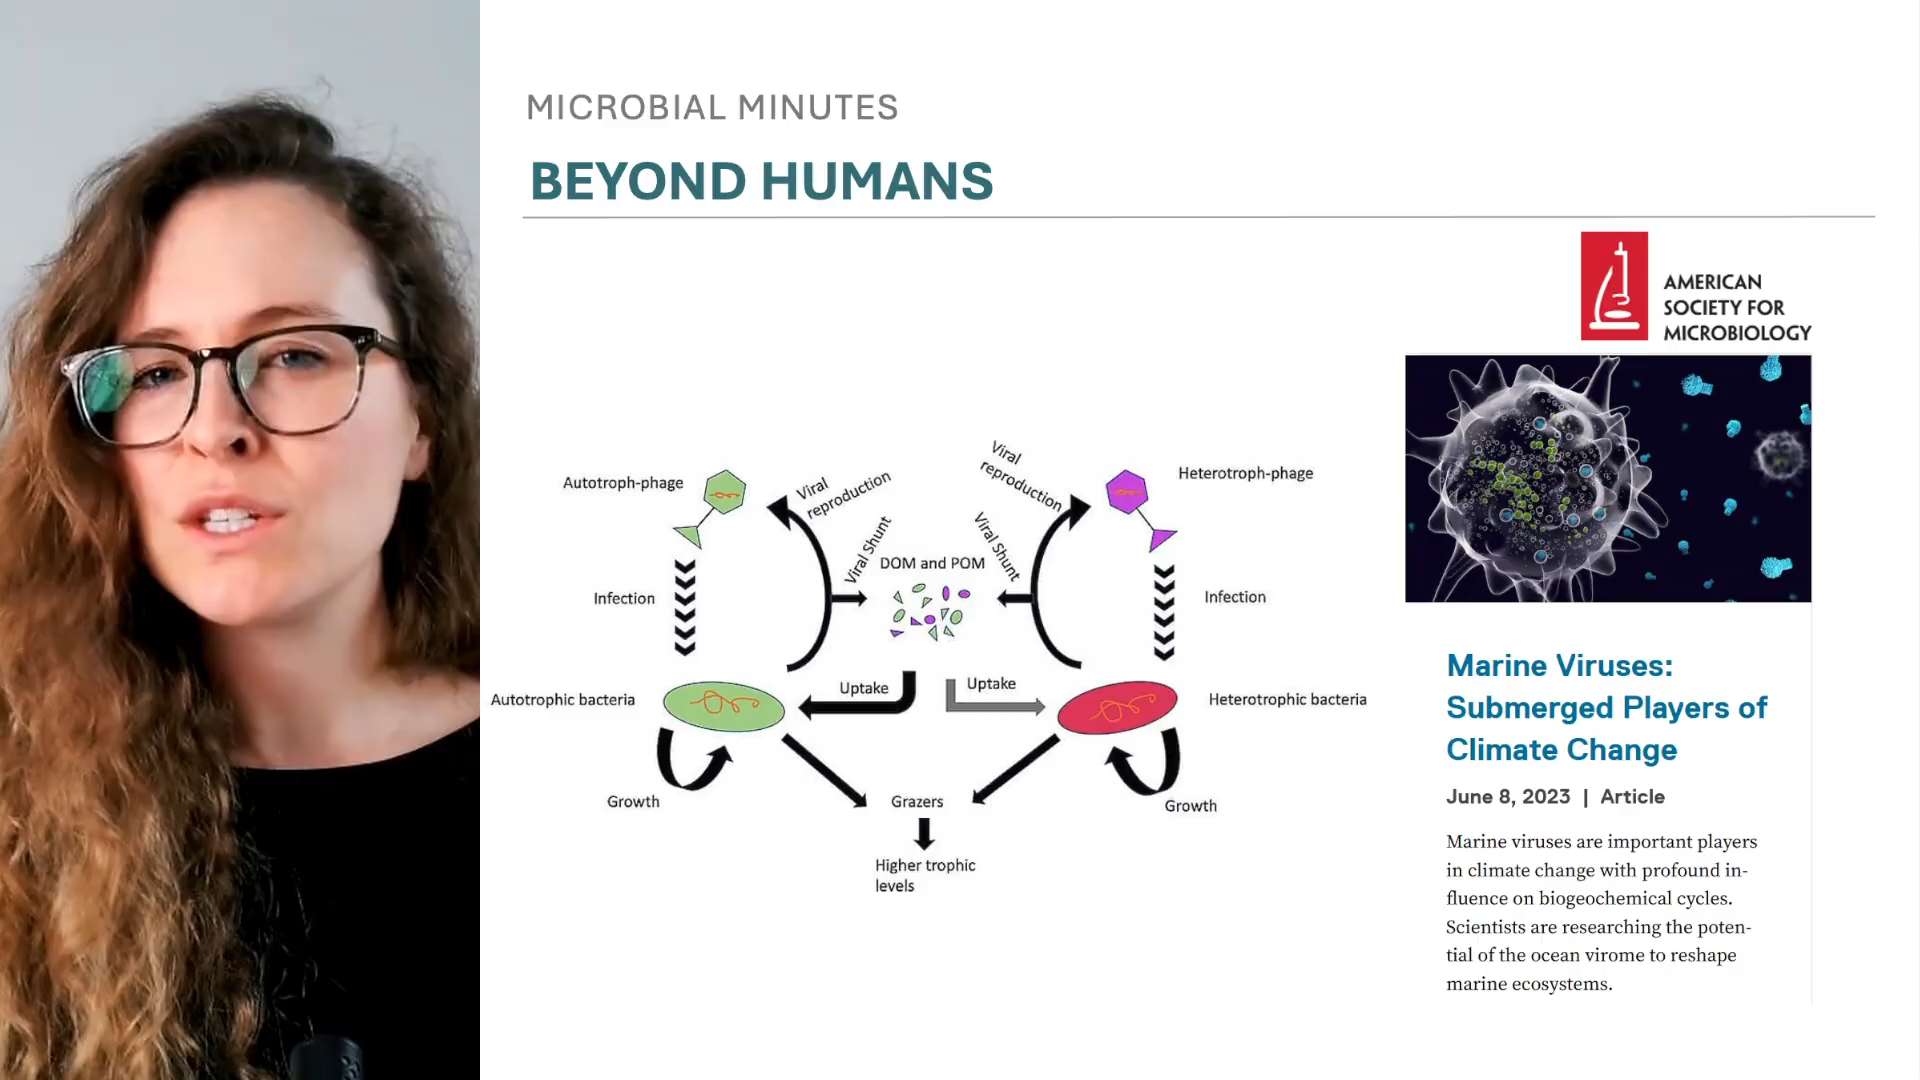 MICROBIAL MINUTES
BEYOND HUMANS
AMERICAN
SOCIETY FOR
MICROBIOLOGY
Autotroph-phage
Viral
reproduction
Viral
reproduction
Heterotroph-phage
Viral Shunt
Viral Shunt
DOM and POM
Infection
Infection
Autotrophic bacteria
Uptake
Uptake
Heterotrophic bacteria
Growth
Grazers
Growth
Higher trophic
levels
Marine Viruses:
Submerged Players of
Climate Change
June 8, 2023 | Article
Marine viruses are important players
in climate change with profound in-
fluence on biogeochemical cycles.
Scientists are researching the poten-
tial of the ocean virome to reshape
marine ecosystems.